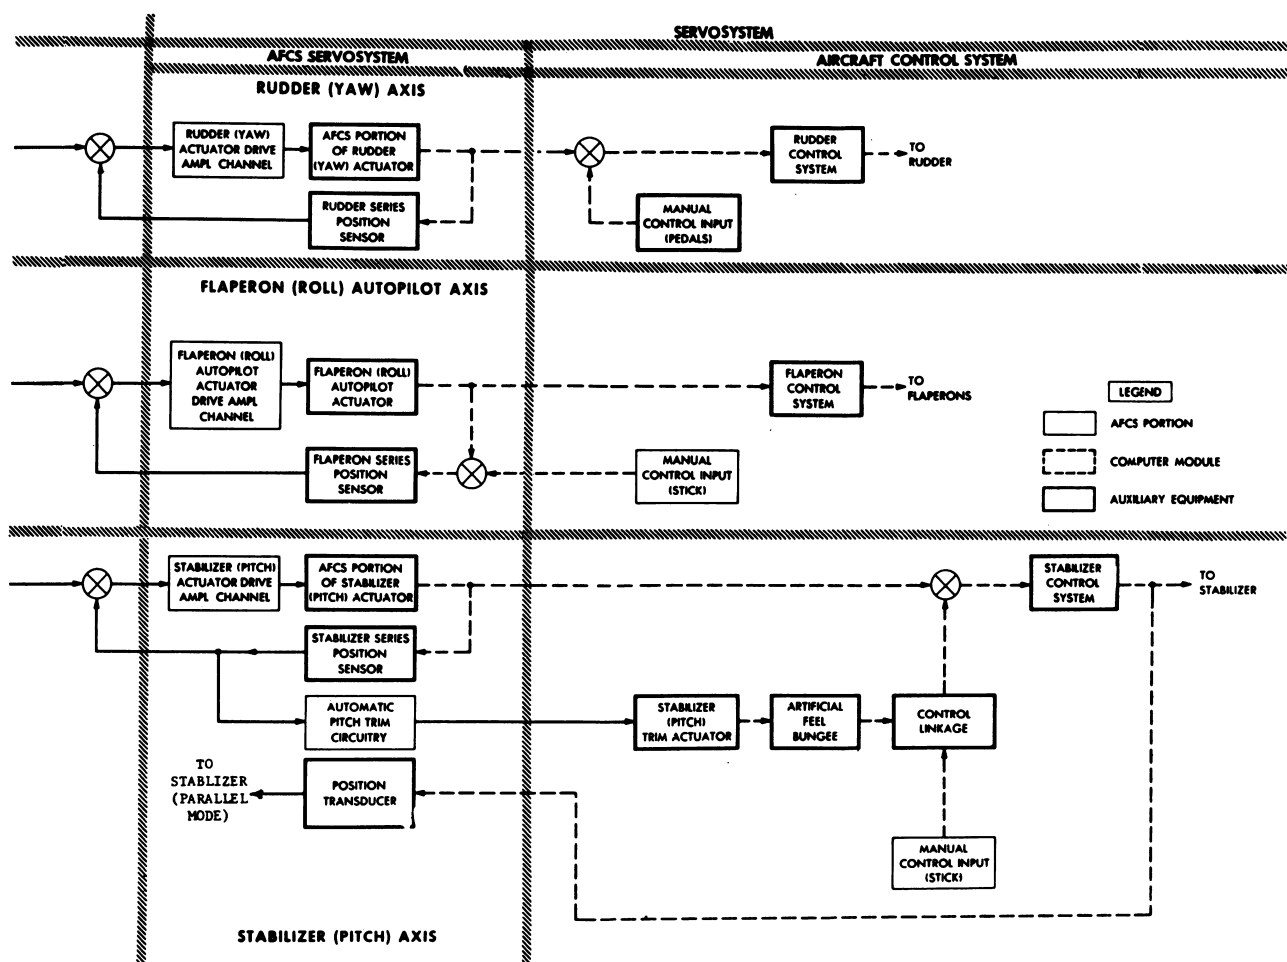 SERVOSYSTEM
AFCS SERVOSYSTEM
AIRCRAFT CONTROL SYSTEM
RUDDER (YAW) AXIS
RUDDER (YAW)
ACTUATOR DRIVE
AMPL CHANNEL
AFCS PORTION
OF RUDDER
(YAW) ACTUATOR
RUDDER
CONTROL
SYSTEM
TO
RUDDER
RUDDER SERIES
POSITION
SENSOR
MANUAL
CONTROL INPUT
(PEDALS)
FLAPERON (ROLL) AUTOPILOT AXIS
FLAPERON (ROLL)
AUTOPILOT
ACTUATOR
DRIVE AMPL
CHANNEL
FLAPERON (ROLL)
AUTOPILOT
ACTUATOR
FLAPERON
CONTROL
SYSTEM
TO
FLAPERONS
FLAPERON SERIES
POSITION
SENSOR
MANUAL
CONTROL INPUT
(STICK)
LEGEND
AFCS PORTION
COMPUTER MODULE
AUXILIARY EQUIPMENT
STABILIZER (PITCH)
ACTUATOR DRIVE
AMPL CHANNEL
AFCS PORTION
OF STABILIZER
(PITCH) ACTUATOR
STABILIZER
CONTROL
SYSTEM
TO
STABILIZER
STABILIZER SERIES
POSITION
SENSOR
AUTOMATIC
PITCH TRIM
CIRCUITRY
STABILIZER
(PITCH)
TRIM ACTUATOR
ARTIFICIAL
FEEL
BUNGEE
CONTROL
LINKAGE
TO
STABLIZER
(PARALLEL
MODE)
POSITION
TRANSDUCER
MANUAL
CONTROL INPUT
(STICK)
STABILIZER (PITCH) AXIS